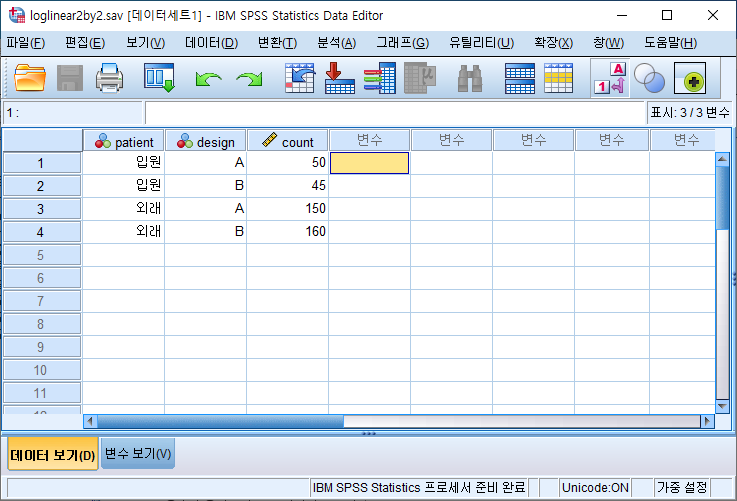 loglinear2by2.sav [데이터세트1] - IBM SPSS Statistics Data Editor
파일(F) 편집(E) 보기(V) 데이터(D) 변환(T) 분석(A) 그래프(G) 유틸리티(U) 확장(X) 창(W) 도움말(H)
A
1
1 : 표시: 3 / 3 변수
patient design count 변수 변수 변수 변수 변수
1 입원 A 50
2 입원 B 45
3 외래 A 150
4 외래 B 160
5
6
7
8
9
10
11
데이터 보기(D) 변수 보기(V)
IBM SPSS Statistics 프로세서 준비 완료 Unicode:ON 가중 설정